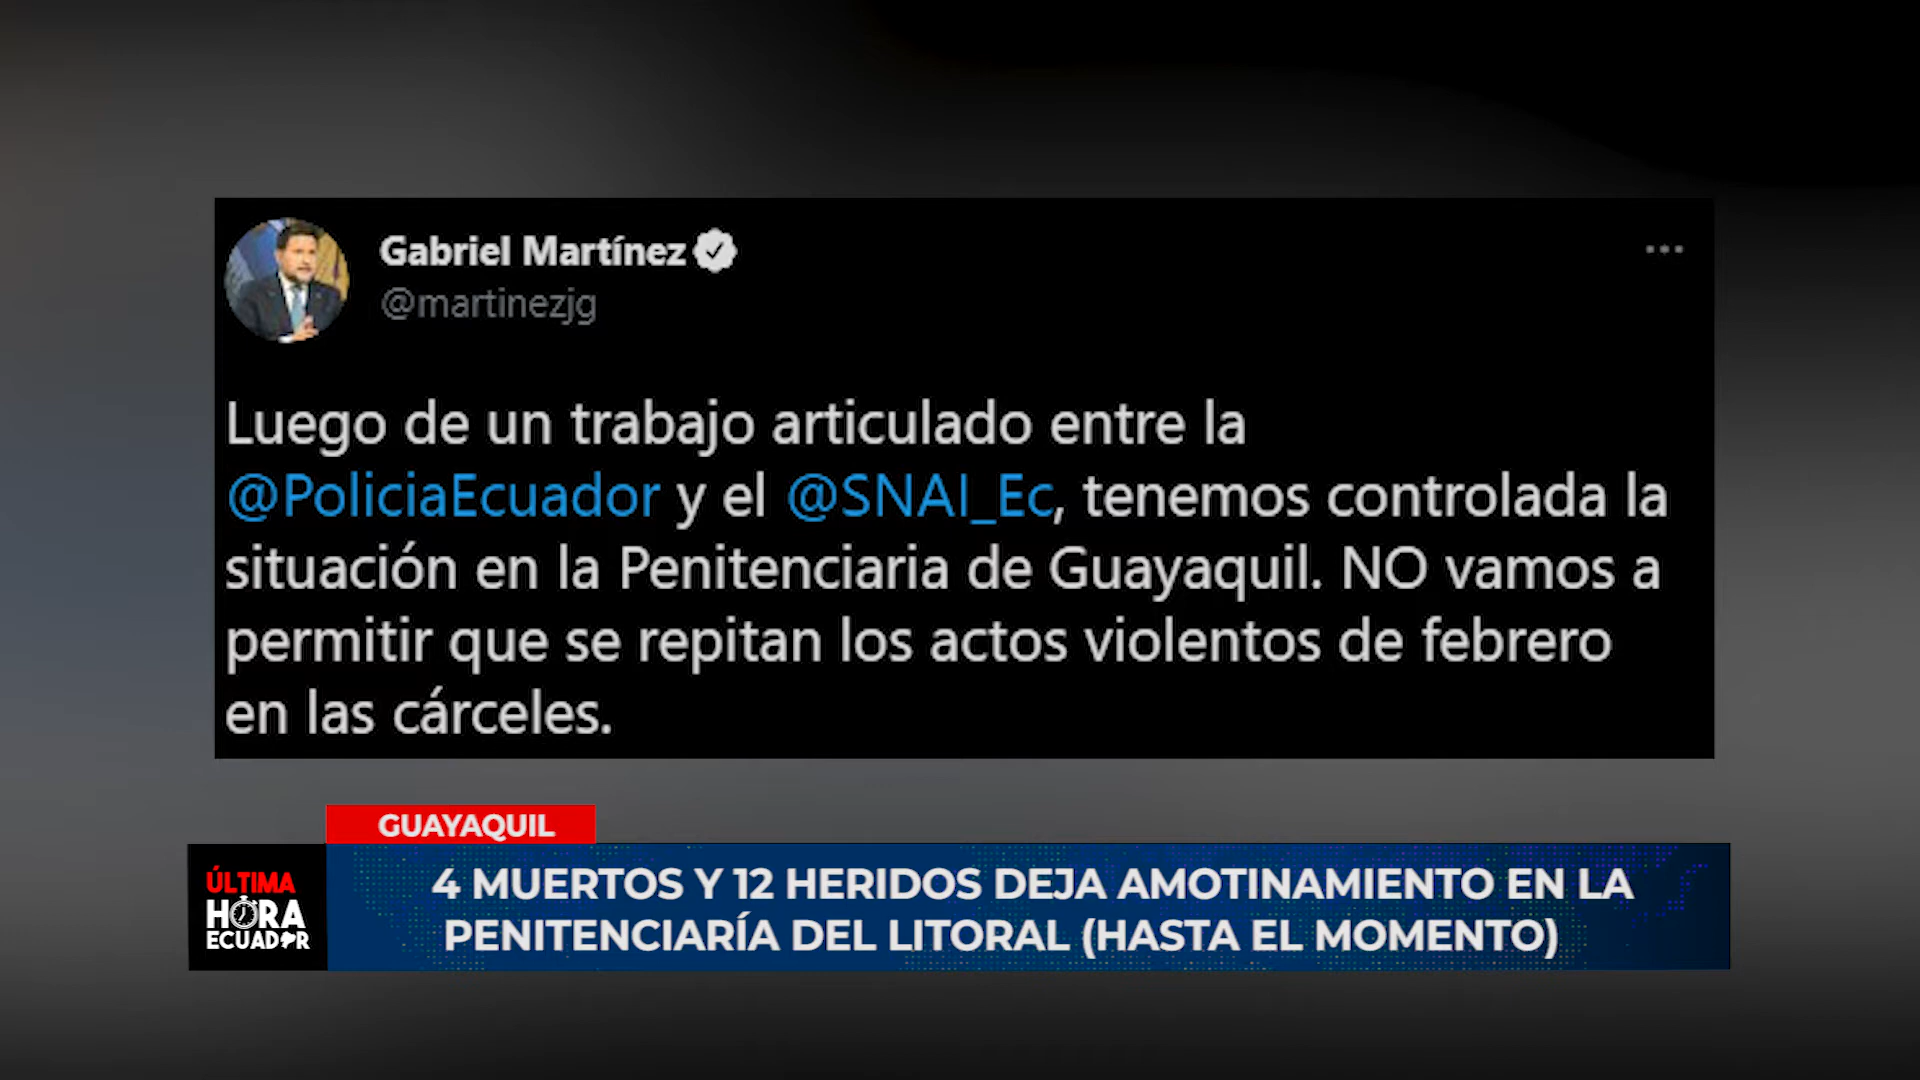 Gabriel Martínez
@martinezjg
Luego de un trabajo articulado entre la
@PoliciaEcuador y el @SNAI_Ec, tenemos controlada la
situación en la Penitenciaria de Guayaquil. NO vamos a
permitir que se repitan los actos violentos de febrero
en las cárceles.
GUAYAQUIL
ÚLTIMA
HORA
ECUADOR
4 MUERTOS Y 12 HERIDOS DEJA AMOTINAMIENTO EN LA
PENITENCIARÍA DEL LITORAL (HASTA EL MOMENTO)